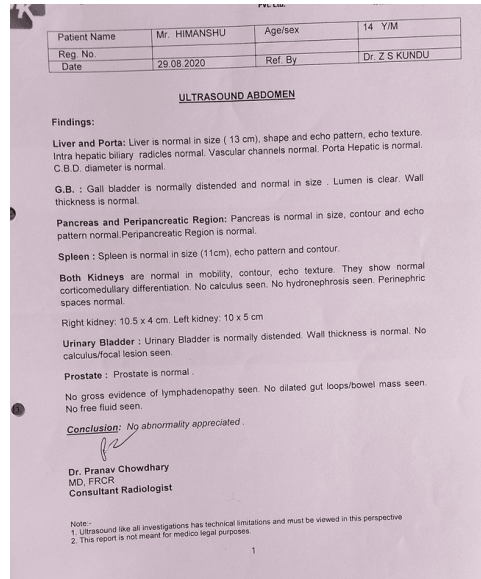 PVT. Ltd.
Patient Name Mr. HIMANSHU Age/sex 14 Y/M
Reg. No.
Date 29.08.2020 Ref. By Dr. Z S KUNDU
ULTRASOUND ABDOMEN
Findings:
Liver and Porta: Liver is normal in size ( 13 cm), shape and echo pattern, echo texture.
Intra hepatic biliary radicles normal. Vascular channels normal. Porta Hepatic is normal.
C.B.D. diameter is normal.
G.B. : Gall bladder is normally distended and normal in size . Lumen is clear. Wall
thickness is normal.
Pancreas and Peripancreatic Region: Pancreas is normal in size, contour and echo
pattern normal.Peripancreatic Region is normal.
Spleen : Spleen is normal in size (11cm), echo pattern and contour.
Both Kidneys are normal in mobility, contour, echo texture. They show normal
corticomedullary differentiation. No calculus seen. No hydronephrosis seen. Perinephric
spaces normal.
Right kidney: 10.5 x 4 cm. Left kidney: 10 x 5 cm
Urinary Bladder : Urinary Bladder is normally distended. Wall thickness is normal. No
calculus/focal lesion seen.
Prostate : Prostate is normal .
No gross evidence of lymphadenopathy seen. No dilated gut loops/bowel mass seen.
No free fluid seen.
Conclusion: No abnormality appreciated .
Dr. Pranav Chowdhary
MD, FRCR
Consultant Radiologist
Note:-
1. Ultrasound like all investigations has technical limitations and must be viewed in this perspective
2. This report is not meant for medico legal purposes.
1